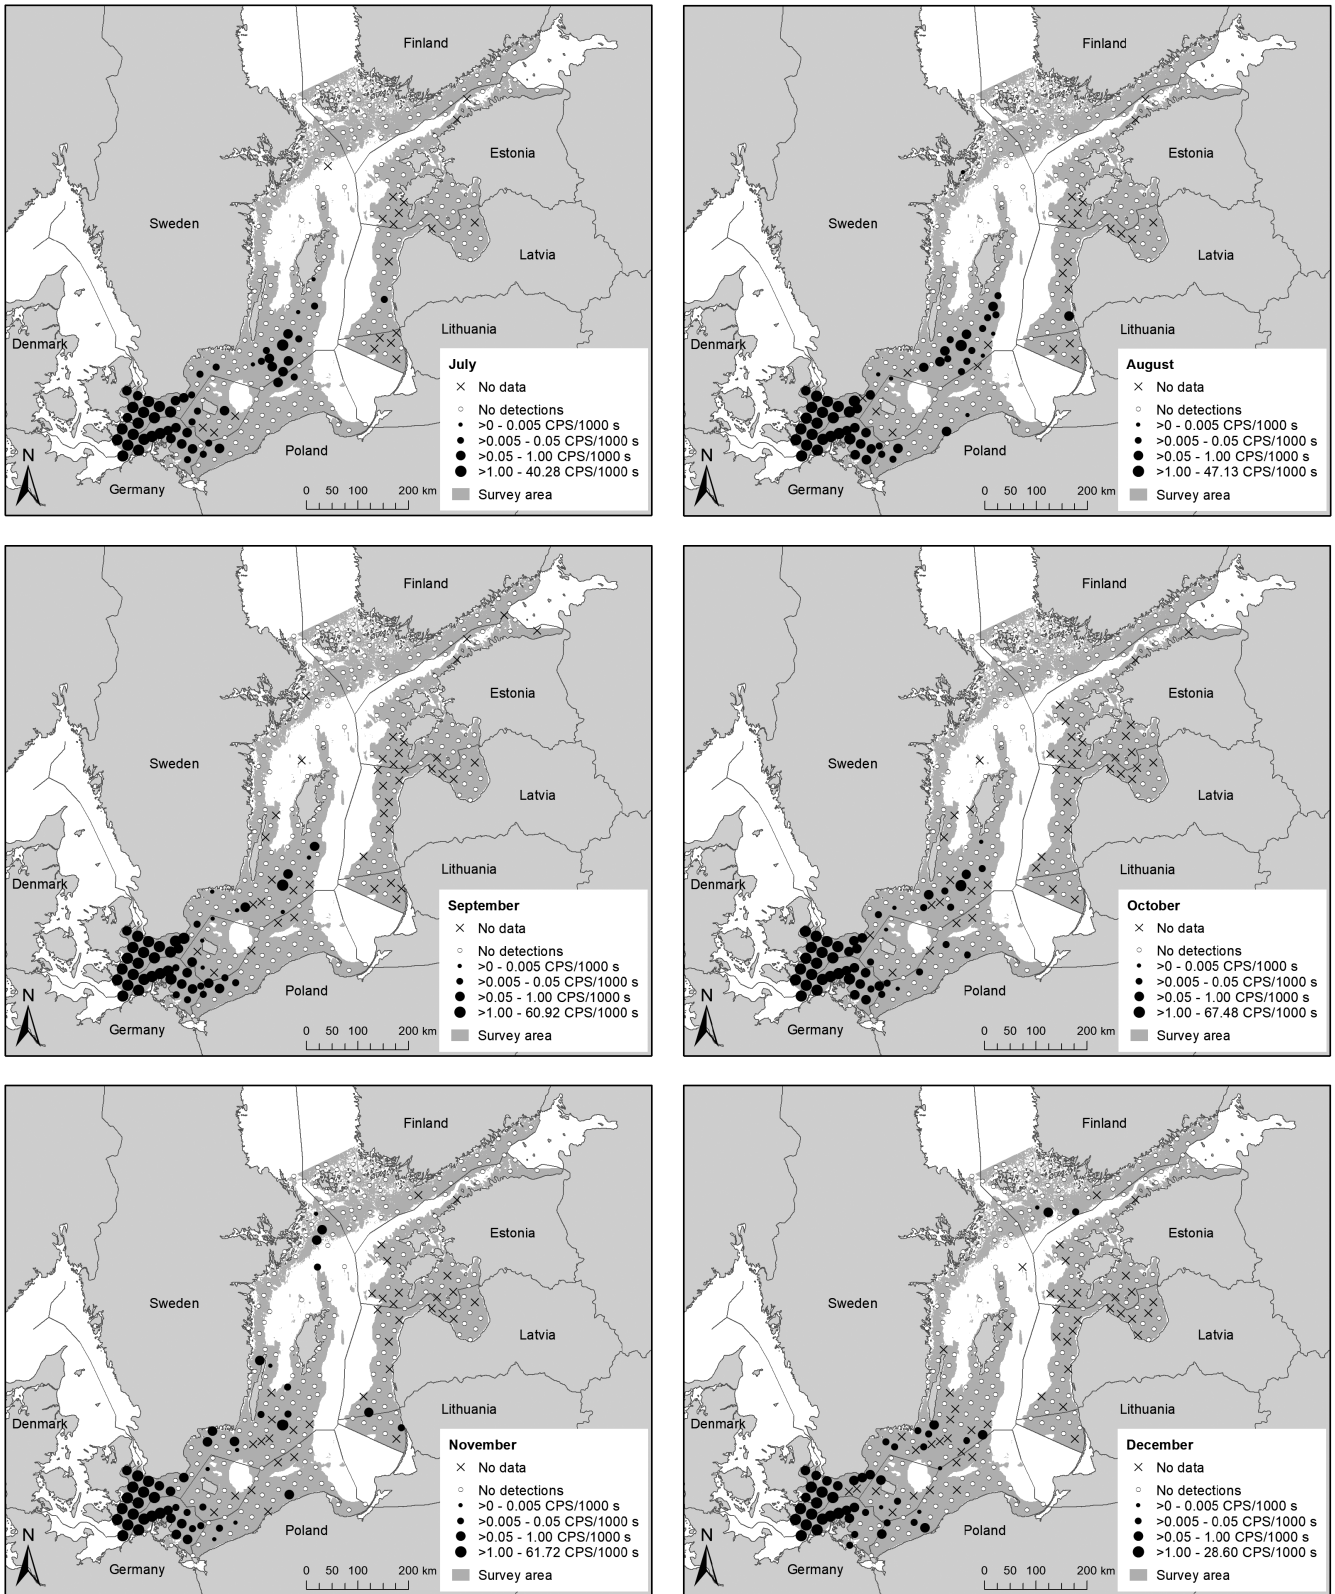 Finland
Estonia
Sweden
Latvia
Lithuania
Denmark
July
No data
No detections
>0 - 0.005 CPS/1000 s
>0.005 - 0.05 CPS/1000 s
>0.05 - 1.00 CPS/1000 s
>1.00 - 40.28 CPS/1000 s
Survey area
Poland
N
Germany
0 50 100 200 km
Finland
Estonia
Sweden
Latvia
Lithuania
Denmark
August
No data
No detections
>0 - 0.005 CPS/1000 s
>0.005 - 0.05 CPS/1000 s
>0.05 - 1.00 CPS/1000 s
>1.00 - 47.13 CPS/1000 s
Survey area
Poland
N
Germany
0 50 100 200 km
Finland
Estonia
Sweden
Latvia
Lithuania
Denmark
September
No data
No detections
>0 - 0.005 CPS/1000 s
>0.005 - 0.05 CPS/1000 s
>0.05 - 1.00 CPS/1000 s
>1.00 - 60.92 CPS/1000 s
Survey area
Poland
N
Germany
0 50 100 200 km
Finland
Estonia
Sweden
Latvia
Lithuania
Denmark
October
No data
No detections
>0 - 0.005 CPS/1000 s
>0.005 - 0.05 CPS/1000 s
>0.05 - 1.00 CPS/1000 s
>1.00 - 67.48 CPS/1000 s
Survey area
Poland
N
Germany
0 50 100 200 km
Finland
Estonia
Sweden
Latvia
Lithuania
Denmark
November
No data
No detections
>0 - 0.005 CPS/1000 s
>0.005 - 0.05 CPS/1000 s
>0.05 - 1.00 CPS/1000 s
>1.00 - 61.72 CPS/1000 s
Survey area
Poland
N
Germany
0 50 100 200 km
Finland
Estonia
Sweden
Latvia
Lithuania
Denmark
December
No data
No detections
>0 - 0.005 CPS/1000 s
>0.005 - 0.05 CPS/1000 s
>0.05 - 1.00 CPS/1000 s
>1.00 - 28.60 CPS/1000 s
Survey area
Poland
N
Germany
0 50 100 200 km